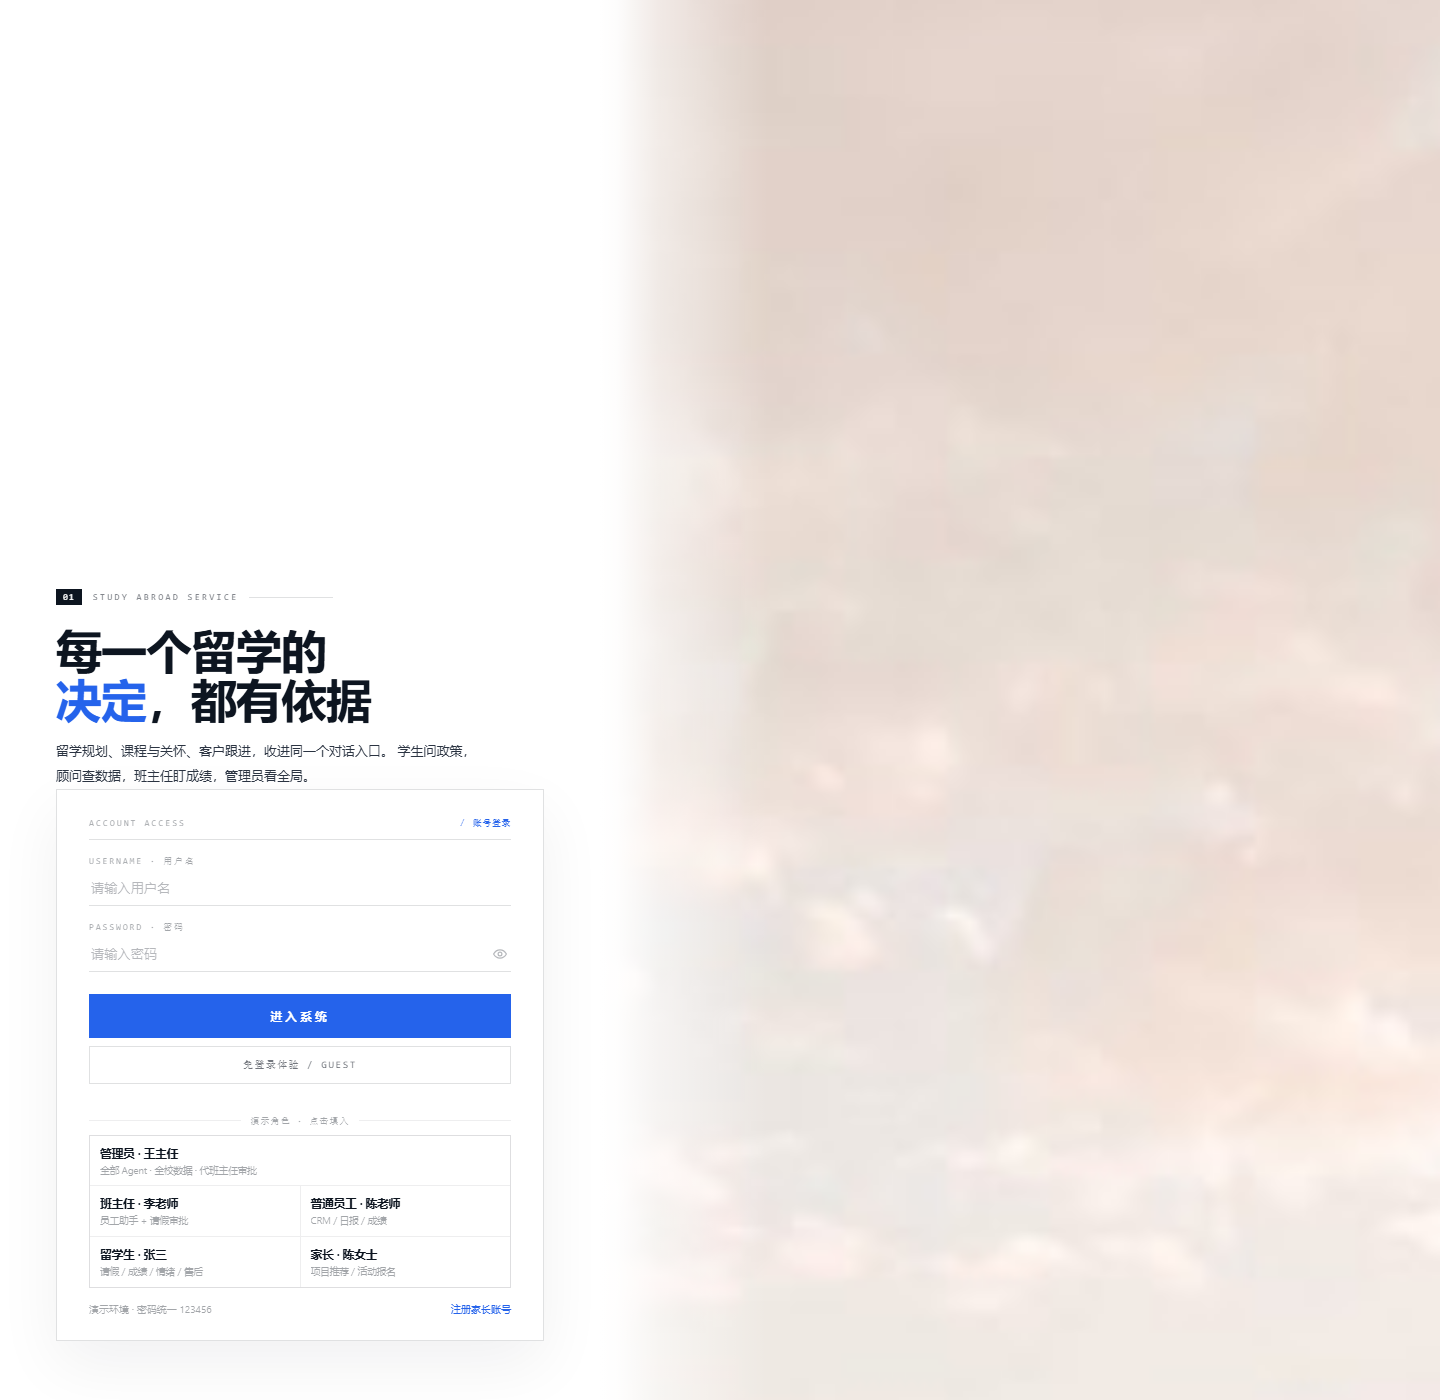 01 STUDY ABROAD SERVICE
每一个留学的
决定，都有依据
留学规划、课程与关怀、客户跟进，收进同一个对话入口。 学生问政策，
顾问查数据，班主任盯成绩，管理员看全局。
ACCOUNT ACCESS / 账号登录
USERNAME · 用户名
请输入用户名
PASSWORD · 密码
请输入密码
进入系统
免登录体验 / GUEST
演示角色 · 点击填入
管理员 · 王主任
全部 Agent · 全校数据 · 代班主任审批
班主任 · 李老师
员工助手 + 请假审批
普通员工 · 陈老师
CRM / 日报 / 成绩
留学生 · 张三
请假 / 成绩 / 情绪 / 售后
家长 · 陈女士
项目推荐 / 活动报名
演示环境 · 密码统一 123456 注册家长账号